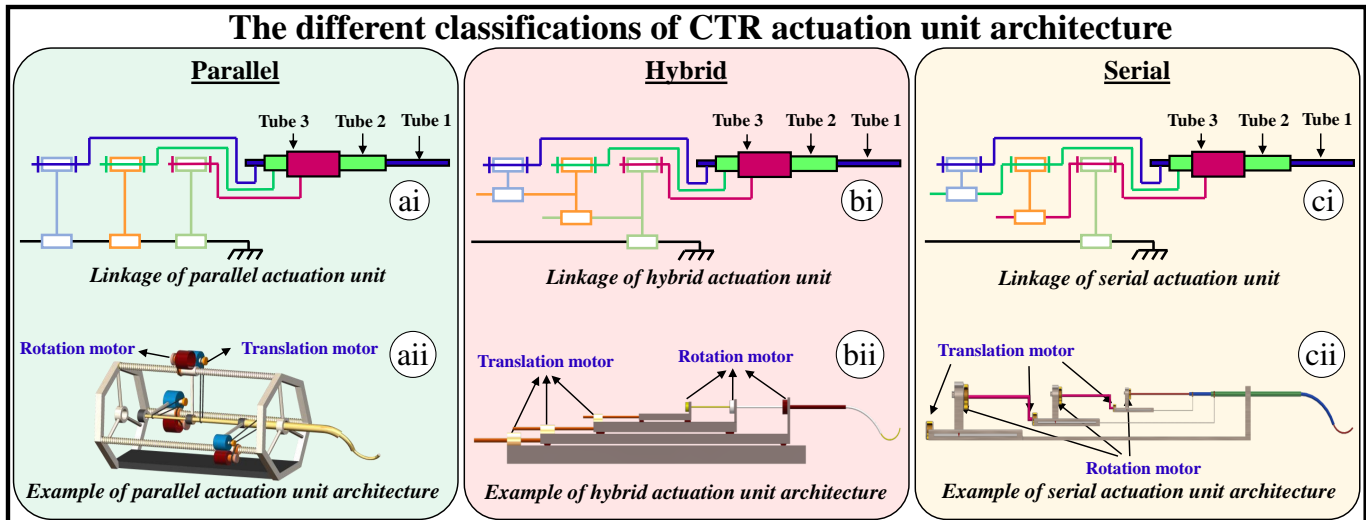 The different classifications of CTR actuation unit architecture
Parallel
Tube 3
Tube 2
Tube 1
ai
Linkage of parallel actuation unit
aii
Rotation motor
Translation motor
Example of parallel actuation unit architecture
Hybrid
Tube 3
Tube 2
Tube 1
bi
Linkage of hybrid actuation unit
bii
Translation motor
Rotation motor
Example of hybrid actuation unit architecture
Serial
Tube 3
Tube 2
Tube 1
ci
Linkage of serial actuation unit
cii
Translation motor
Rotation motor
Example of serial actuation unit architecture